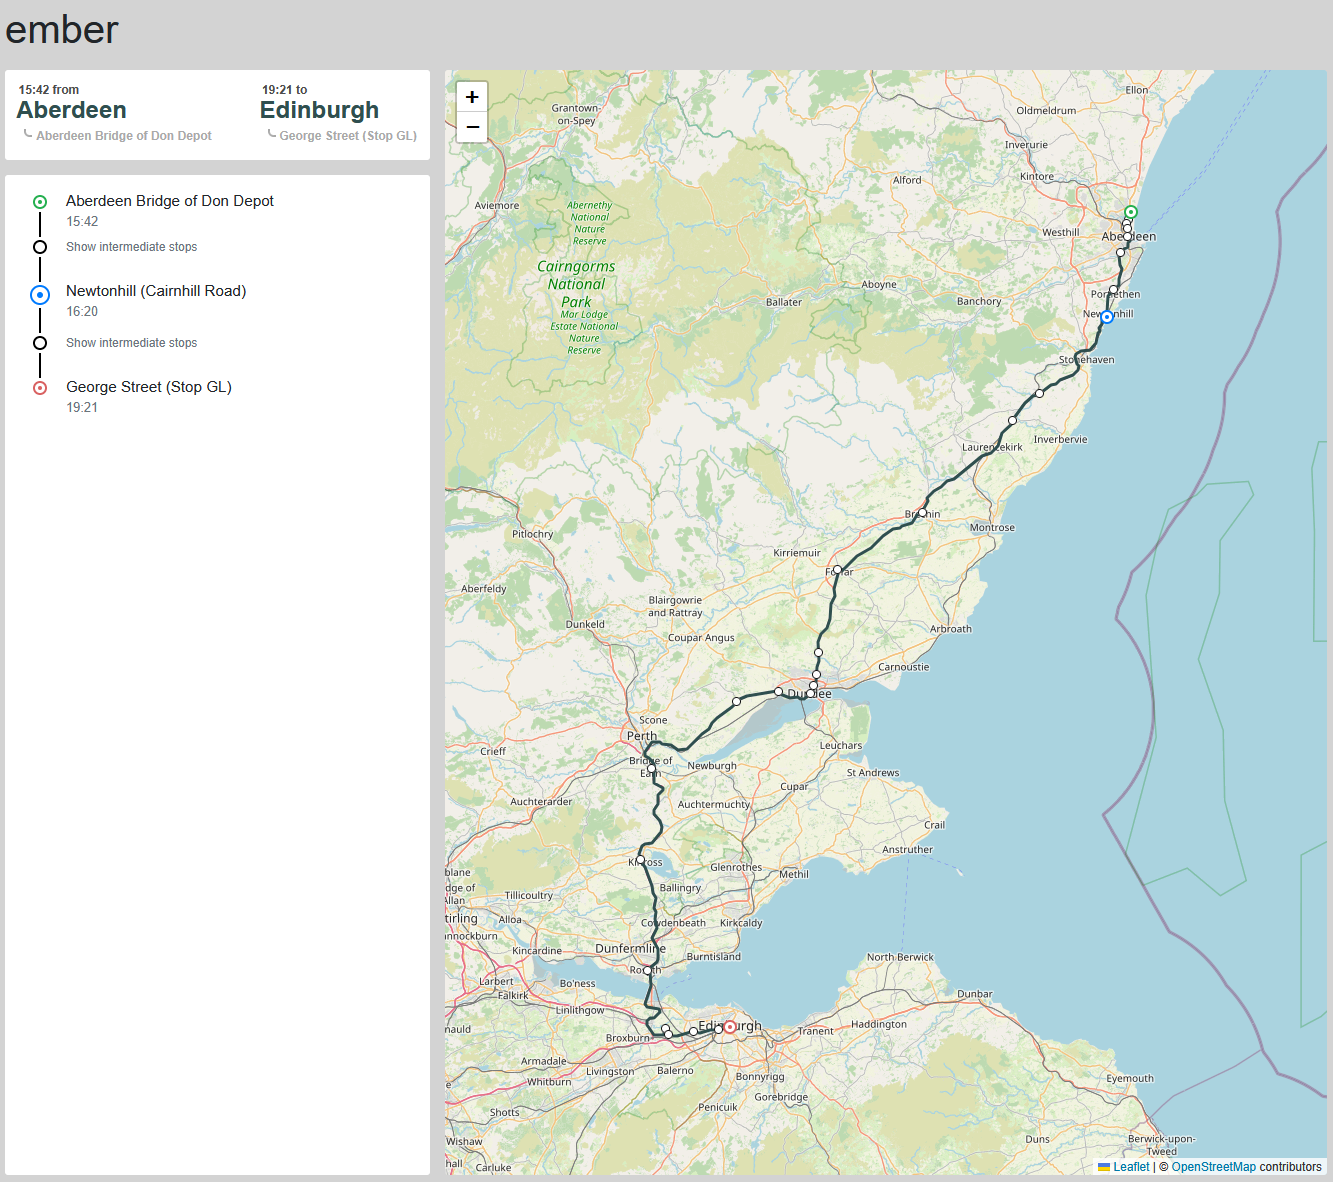 ember
15:42 from
Aberdeen
Aberdeen Bridge of Don Depot
19:21 to
Edinburgh
George Street (Stop GL)
Aberdeen Bridge of Don Depot
15:42
Show intermediate stops
Newtonhill (Cairnhill Road)
16:20
Show intermediate stops
George Street (Stop GL)
19:21
+
−
Ellon
Grantown-
on-Spey
Oldmeldrum
Inverurie
Kintore
Alford
Aviemore
Abernethy
National
Nature
Reserve
Westhill
Aberdeen
Cairngorms
National
Park
Mar Lodge
Estate National
Nature
Reserve
Aboyne
Ballater
Banchory
Portlethen
Newtonhill
Stonehaven
Inverbervie
Laurencekirk
Brechin
Montrose
Pitlochry
Kirriemuir
Forfar
Aberfeldy
Blairgowrie
and Rattray
Dunkeld
Arbroath
Coupar Angus
Carnoustie
Dundee
Scone
Perth
Crieff
Leuchars
Bridge of
Earn
Newburgh
St Andrews
Cupar
Auchterarder
Auchtermuchty
Crail
Anstruther
Kinross
Glenrothes
Methil
blane
dge of
Allan
Ballingry
Tillicoultry
tirling
Alloa
Cowdenbeath
Kirkcaldy
annockburn
Kincardine
Dunfermline
Burntisland
North Berwick
Rosyth
Larbert
Bo'ness
Falkirk
Dunbar
Linlithgow
Haddington
Edinburgh
Tranent
nauld
Broxburn
Armadale
Livingston
Balerno
Bonnyrigg
Eyemouth
Whitburn
Gorebridge
Penicuik
Shotts
Duns
Berwick-upon-
Tweed
Wishaw
hall
Carluke
Leaflet | © OpenStreetMap contributors